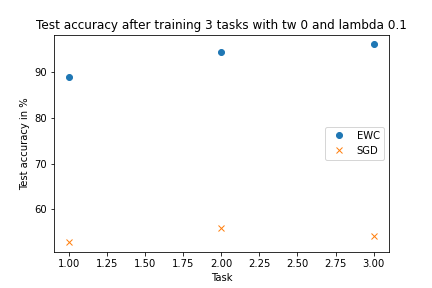 Test accuracy after training 3 tasks with tw 0 and lambda 0.1
90
80
70
60
Test accuracy in %
EWC
SGD
1.00 1.25 1.50 1.75 2.00 2.25 2.50 2.75 3.00
Task